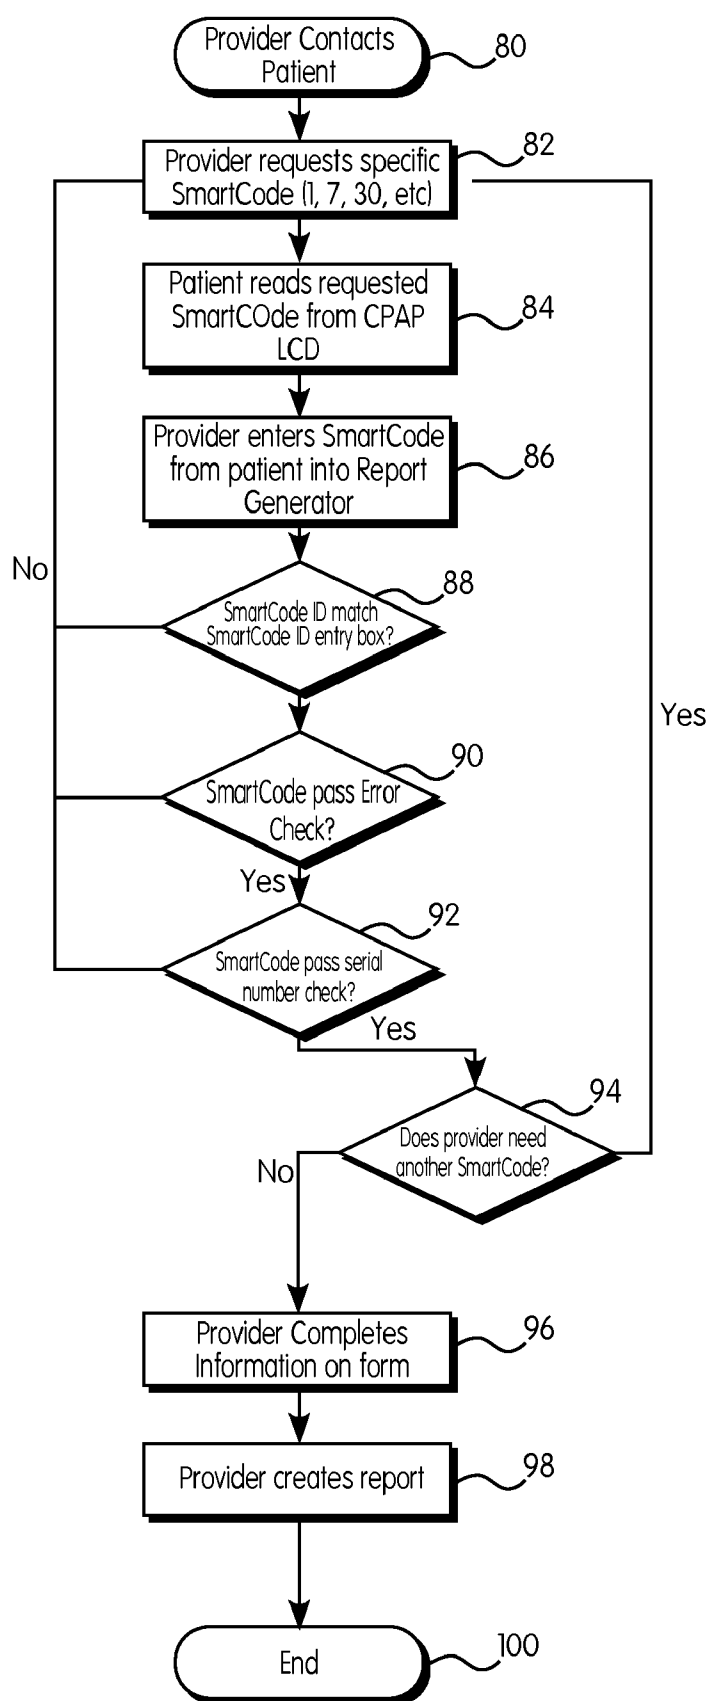 Provider Contacts
Patient
80
Provider requests specific
SmartCode (1, 7, 30, etc)
82
Patient reads requested
SmartCOde from CPAP
LCD
84
Provider enters SmartCode
from patient into Report
Generator
86
No
SmartCode ID match
SmartCode ID entry box?
88
Yes
SmartCode pass Error
Check?
90
Yes
SmartCode pass serial
number check?
92
Yes
Does provider need
another SmartCode?
94
No
Provider Completes
Information on form
96
Provider creates report
98
End
100